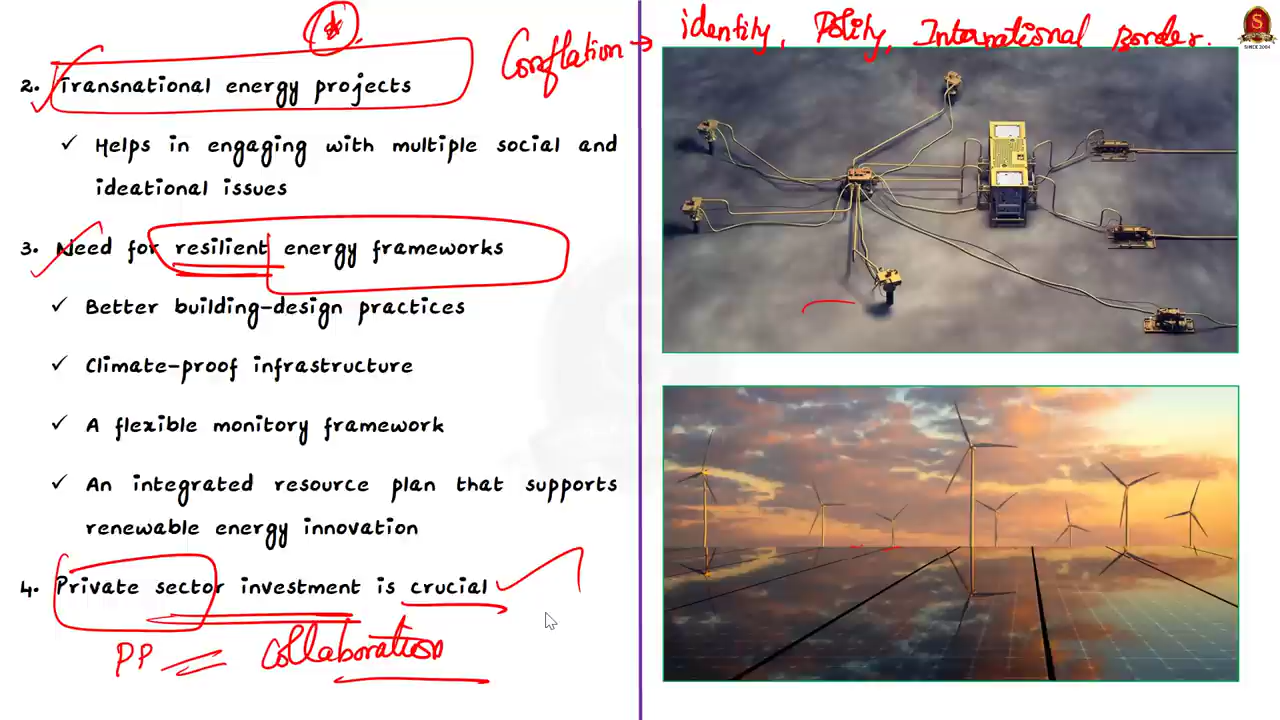 2. Transnational energy projects
✓ Helps in engaging with multiple social and
ideational issues
3. Need for resilient energy frameworks
✓ Better building-design practices
✓ Climate-proof infrastructure
✓ A flexible monitory framework
✓ An integrated resource plan that supports
renewable energy innovation
4. Private sector investment is crucial
PP
Collaboration
Conflation → identity, Polity, International Border.
S
SINCE 2004